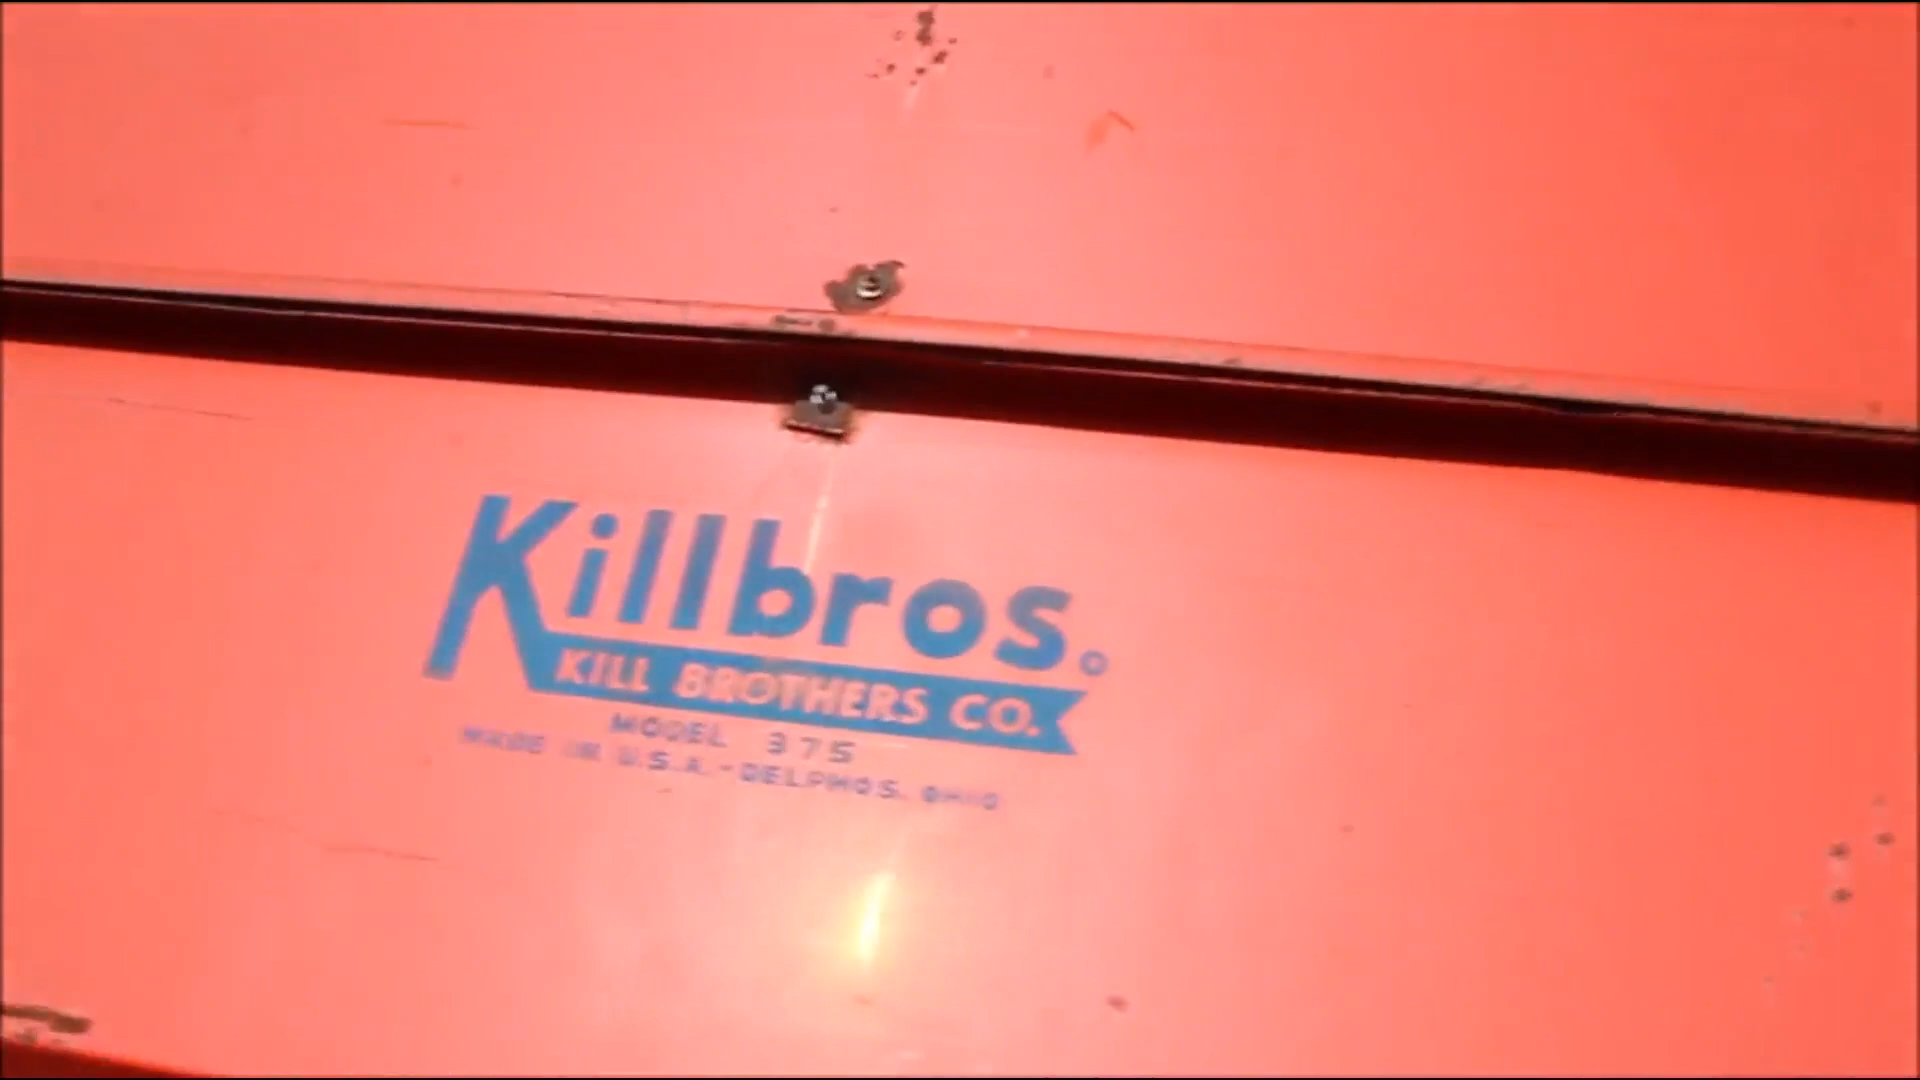 Killbros.
KILL BROTHERS CO.
MODEL 375
MADE IN U.S.A.-DELPHOS, OHIO